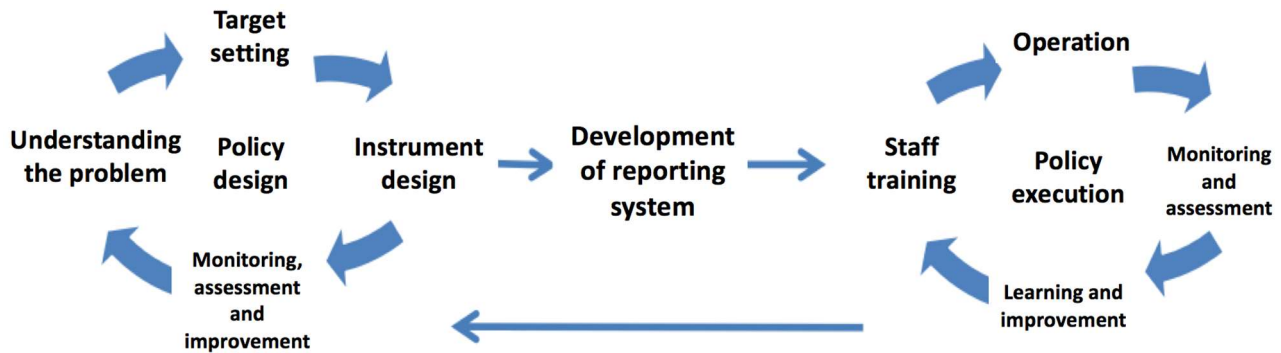 Target
setting
Understanding
the problem
Policy
design
Instrument
design
Monitoring,
assessment
and
improvement
Development
of reporting
system
Operation
Staff
training
Policy
execution
Monitoring
and
assessment
Learning and
improvement